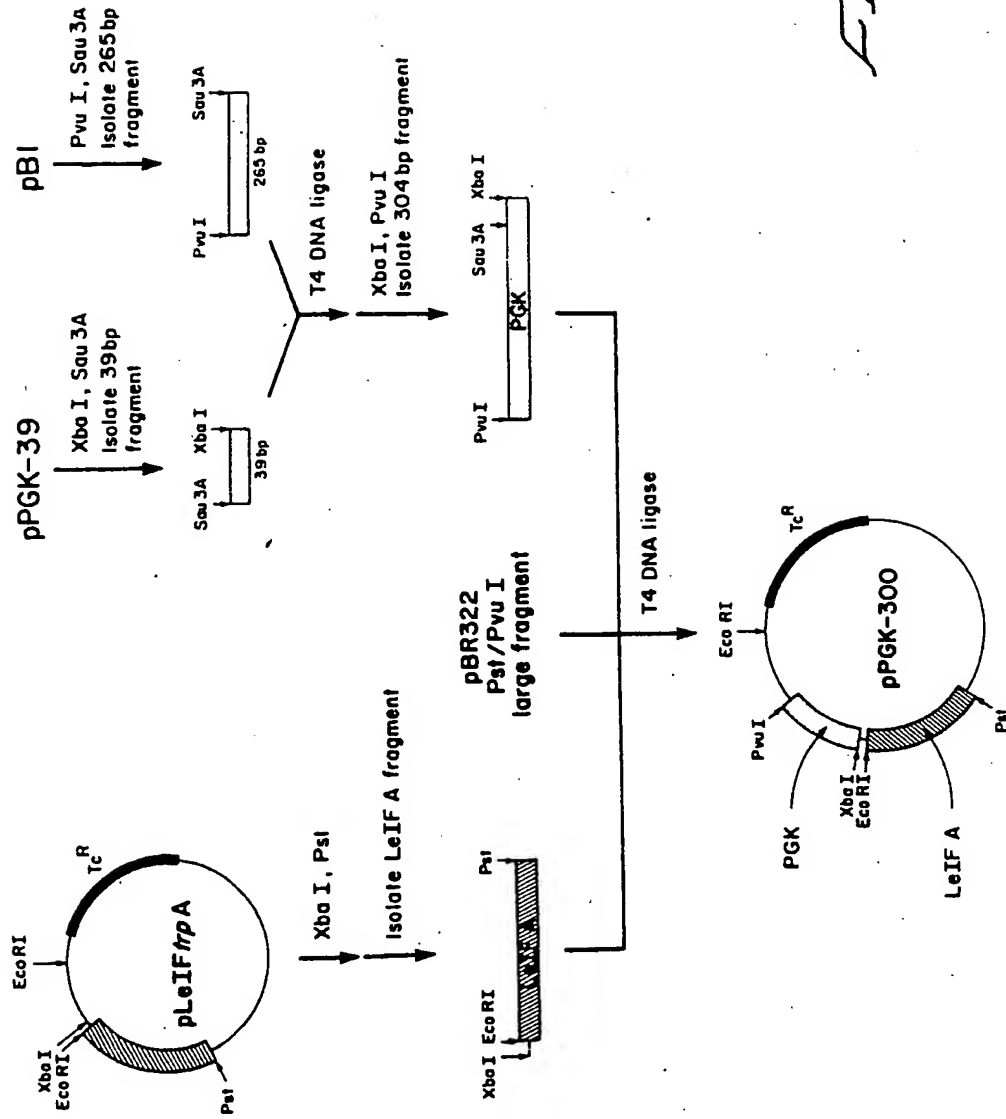 pPGK-39
Xba I, Sau 3A
Isolate 39bp
fragment
pBI
Pvu I, Sau 3A
Isolate 265bp
fragment
Sau 3A
Xba I
39bp
Pvu I
Sau 3A
265 bp
T4 DNA ligase
Xba I, Pvu I
Isolate 304 bp fragment
Pvu I
Sau 3A
Xba I
PGK
EcoRI
Xba I
Eco RI
Tc R
pLeIFtrpA
Pst
Xba I, Pst
Isolate LeIF A fragment
Xba I
Eco RI
Pst
pBR322
Pst/Pvu I
large fragment
T4 DNA ligase
Eco RI
Tc R
Pvu I
PGK
Xba I
Eco RI
LeIF A
Pst
pPGK-300